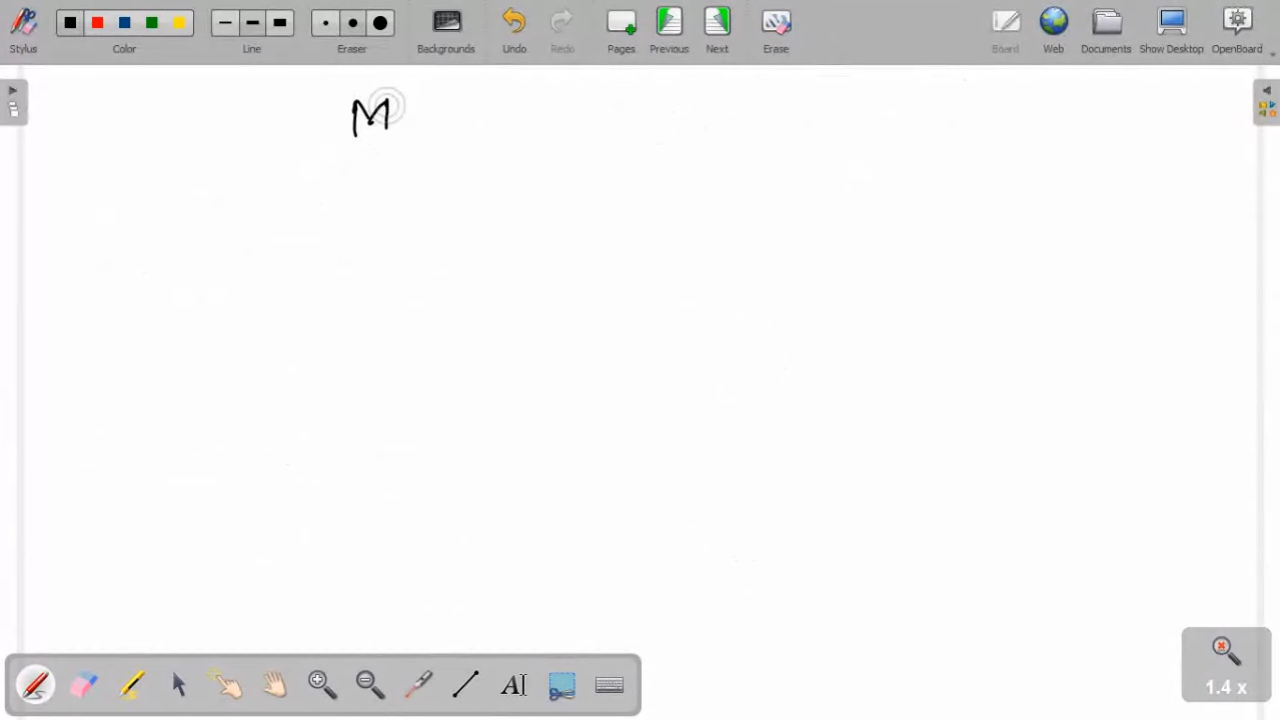 Stylus Color Line Eraser Backgrounds Undo Redo Pages Previous Next Erase Board Web Documents Show Desktop OpenBoard
M
AI
1.4 x